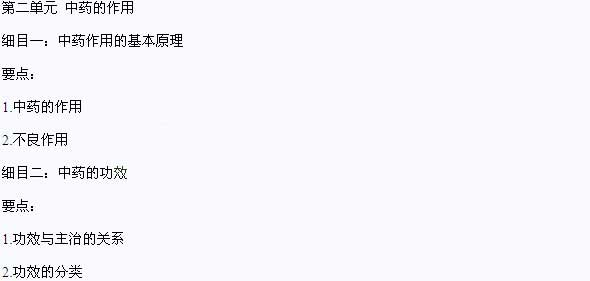 第二单元 中药的作用
细目一：中药作用的基本原理
要点：
1.中药的作用
2.不良作用
细目二：中药的功效
要点：
1.功效与主治的关系
2.功效的分类